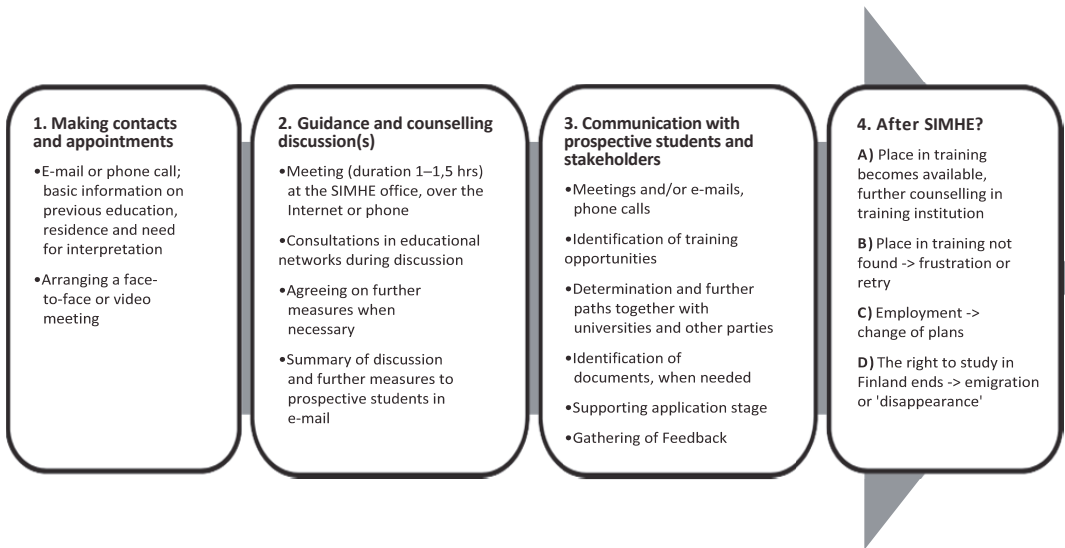 1. Making contacts
and appointments
•E-mail or phone call;
basic information on
previous education,
residence and need
for interpretation
•Arranging a face-
to-face or video
meeting
2. Guidance and counselling
discussion(s)
•Meeting (duration 1–1,5 hrs)
at the SIMHE office, over the
Internet or phone
•Consultations in educational
networks during discussion
•Agreeing on further
measures when
necessary
•Summary of discussion
and further measures to
prospective students in
e-mail
3. Communication with
prospective students and
stakeholders
•Meetings and/or e-mails,
phone calls
•Identification of training
opportunities
•Determination and further
paths together with
universities and other parties
•Identification of
documents, when needed
•Supporting application stage
•Gathering of Feedback
4. After SIMHE?
A) Place in training
becomes available,
further counselling in
training institution
B) Place in training not
found -> frustration or
retry
C) Employment ->
change of plans
D) The right to study in
Finland ends -> emigration
or 'disappearance'